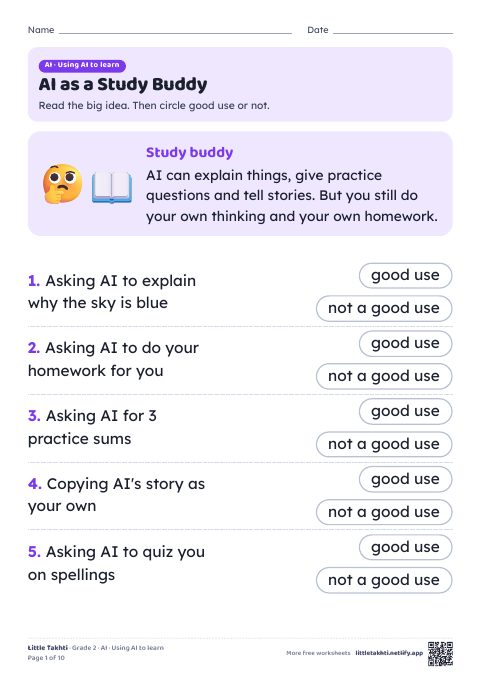 Name
Date
AI · Using AI to learn
AI as a Study Buddy
Read the big idea. Then circle good use or not.
Study buddy
AI can explain things, give practice
questions and tell stories. But you still do
your own thinking and your own homework.
1. Asking AI to explain
why the sky is blue
good use
not a good use
2. Asking AI to do your
homework for you
good use
not a good use
3. Asking AI for 3
practice sums
good use
not a good use
4. Copying AI's story as
your own
good use
not a good use
5. Asking AI to quiz you
on spellings
good use
not a good use
Little Takhti · Grade 2 · AI · Using AI to learn
Page 1 of 10
More free worksheets littletakhti.netlify.app